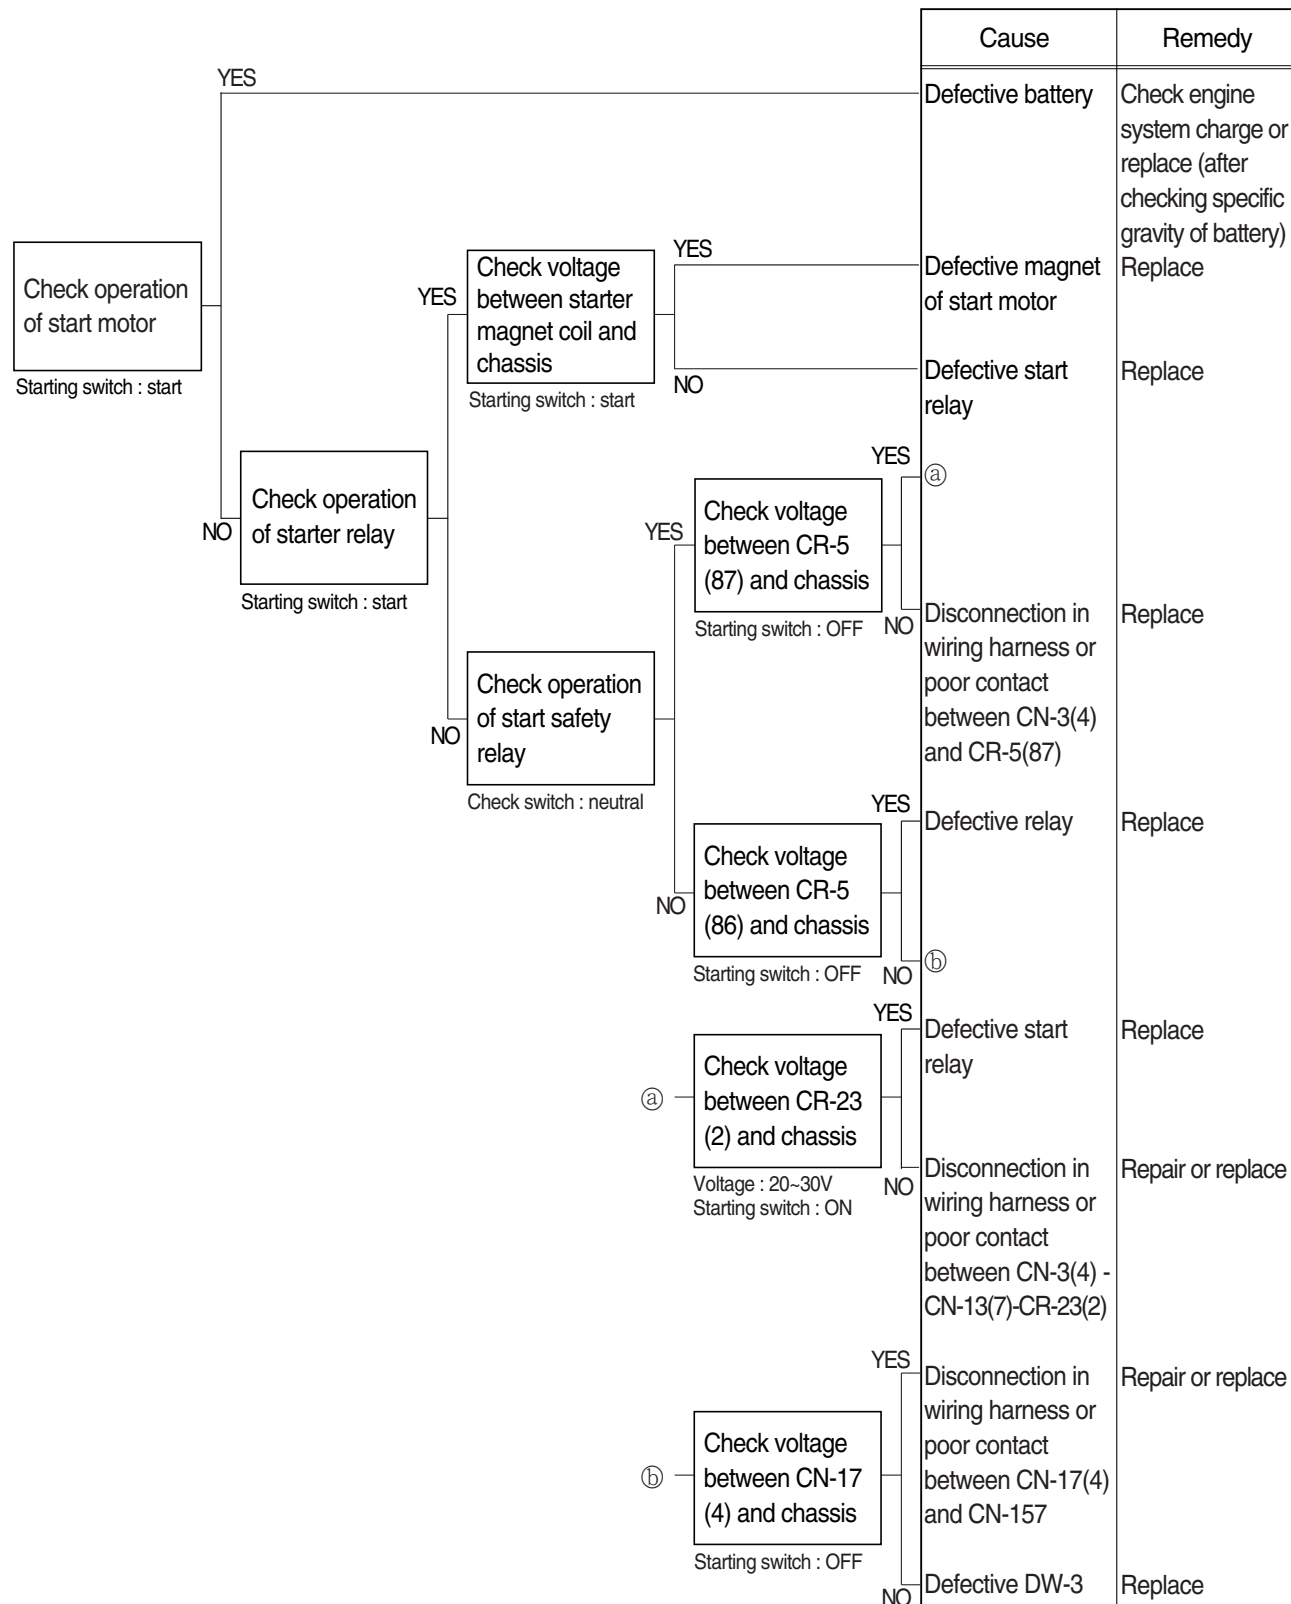 Cause
Remedy
YES
Defective battery
Check engine
system charge or
replace (after
checking specific
gravity of battery)
Check operation
of start motor
Starting switch : start
YES
Check voltage
between starter
magnet coil and
chassis
Starting switch : start
YES
Defective magnet
of start motor
Replace
NO
Defective start
relay
Replace
NO
Check operation
of starter relay
Starting switch : start
YES
Check voltage
between CR-5
(87) and chassis
Starting switch : OFF
YES
ⓐ
NO
Disconnection in
wiring harness or
poor contact
between CN-3(4)
and CR-5(87)
Replace
NO
Check operation
of start safety
relay
Check switch : neutral
NO
Check voltage
between CR-5
(86) and chassis
Starting switch : OFF
YES
Defective relay
Replace
NO
ⓑ
ⓐ
Check voltage
between CR-23
(2) and chassis
Voltage : 20~30V
Starting switch : ON
YES
Defective start
relay
Replace
NO
Disconnection in
wiring harness or
poor contact
between CN-3(4) -
CN-13(7)-CR-23(2)
Repair or replace
ⓑ
Check voltage
between CN-17
(4) and chassis
Starting switch : OFF
YES
Disconnection in
wiring harness or
poor contact
between CN-17(4)
and CN-157
Repair or replace
NO
Defective DW-3
Replace